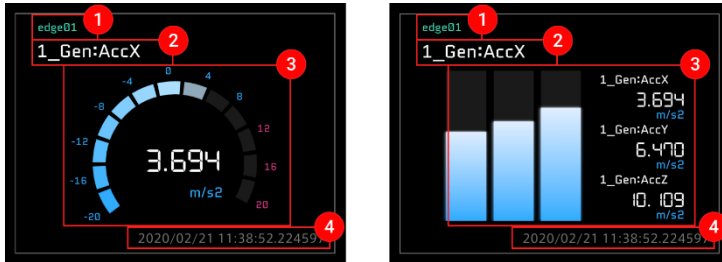 1
edge01
2
1_Gen:AccX
3
-4
0
4
-8
8
-12
12
3.694
-16
16
m/s2
-20
20
4
2020/02/21 11:38:52.224597
1
edge01
2
1_Gen:AccX
3
1_Gen:AccX
3.694
m/s2
1_Gen:AccY
6.470
m/s2
1_Gen:AccZ
10.109
m/s2
4
2020/02/21 11:38:52.224597